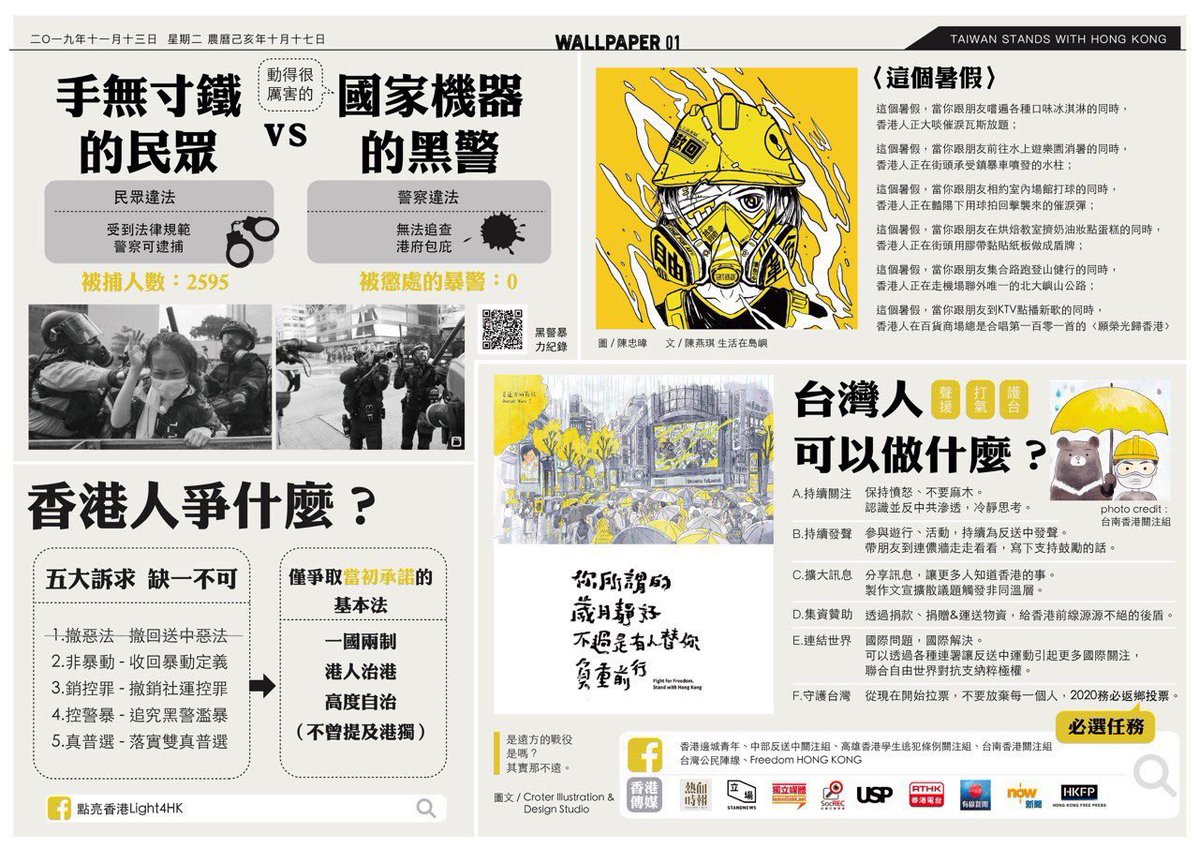 二〇一九年十一月十三日 星期二 農曆己亥年十月十七日
WALLPAPER 01
TAIWAN STANDS WITH HONG KONG
手無寸鐵
的民眾
VS
動得很
厲害的
國家機器
的黑警
民眾違法
受到法律規範
警察可逮捕
被捕人數：2595
警察違法
無法追查
港府包庇
被懲處的暴警：0
黑警暴
力紀錄
香港人爭什麼？
五大訴求 缺一不可
1.撤惡法 - 撤回送中惡法
2.非暴動 - 收回暴動定義
3.銷控罪 - 撤銷社運控罪
4.控警暴 - 追究黑警濫暴
5.真普選 - 落實雙真普選
僅爭取當初承諾的
基本法
一國兩制
港人治港
高度自治
（不曾提及港獨）
點亮香港Light4HK
撤回
自由
〈這個暑假〉
這個暑假，當你跟朋友嚐遍各種口味冰淇淋的同時，
香港人正大啖催淚瓦斯放題；
這個暑假，當你跟朋友前往水上遊樂園消暑的同時，
香港人正在街頭承受鎮暴車噴發的水柱；
這個暑假，當你跟朋友相約室內場館打球的同時，
香港人正在豔陽下用球拍回擊襲來的催淚彈；
這個暑假，當你跟朋友在烘焙教室擠奶油妝點蛋糕的同時，
香港人正在街頭用膠帶黏貼紙板做成盾牌；
這個暑假，當你跟朋友集合路跑登山健行的同時，
香港人正在走機場聯外唯一的北大嶼山公路；
這個暑假，當你跟朋友到KTV點播新歌的同時，
香港人在百貨商場總是合唱第一百零一首的〈願榮光歸香港〉
圖 / 陳忠暐 文 / 陳燕琪 生活在島嶼
是遠方的戰役
你所謂的
歲月靜好
不過是有人替你
負重前行
Fight for Freedom.
Stand with Hong Kong
是遠方的戰役
是嗎？
其實那不遠。
圖文 / Croter Illustration &
Design Studio
台灣人
聲援
打氣
護台
可以做什麼？
photo credit :
台南香港關注組
A.持續關注 保持憤怒、不要麻木。
認識並反中共滲透，冷靜思考。
B.持續發聲 參與遊行、活動，持續為反送中發聲。
帶朋友到連儂牆走走看看，寫下支持鼓勵的話。
C.擴大訊息 分享訊息，讓更多人知道香港的事。
製作文宣擴散議題觸發非同溫層。
D.集資贊助 透過捐款、捐贈&運送物資，給香港前線源源不絕的後盾。
E.連結世界 國際問題，國際解決。
可以透過各種連署讓反送中運動引起更多國際關注，
聯合自由世界對抗支納粹極權。
F.守護台灣 從現在開始拉票，不要放棄每一個人，2020務必返鄉投票。
必選任務
香港邊城青年、中部反送中關注組、高雄香港學生逃犯條例關注組、台南香港關注組
台灣公民陣線、Freedom HONG KONG
香港
傳媒
熱血
時報
立場
STANDNEWS
獨立媒體
SocREC
USP
RTHK
香港電台
有線新聞
now
新聞
HKFP
HONG KONG FREE PRESS